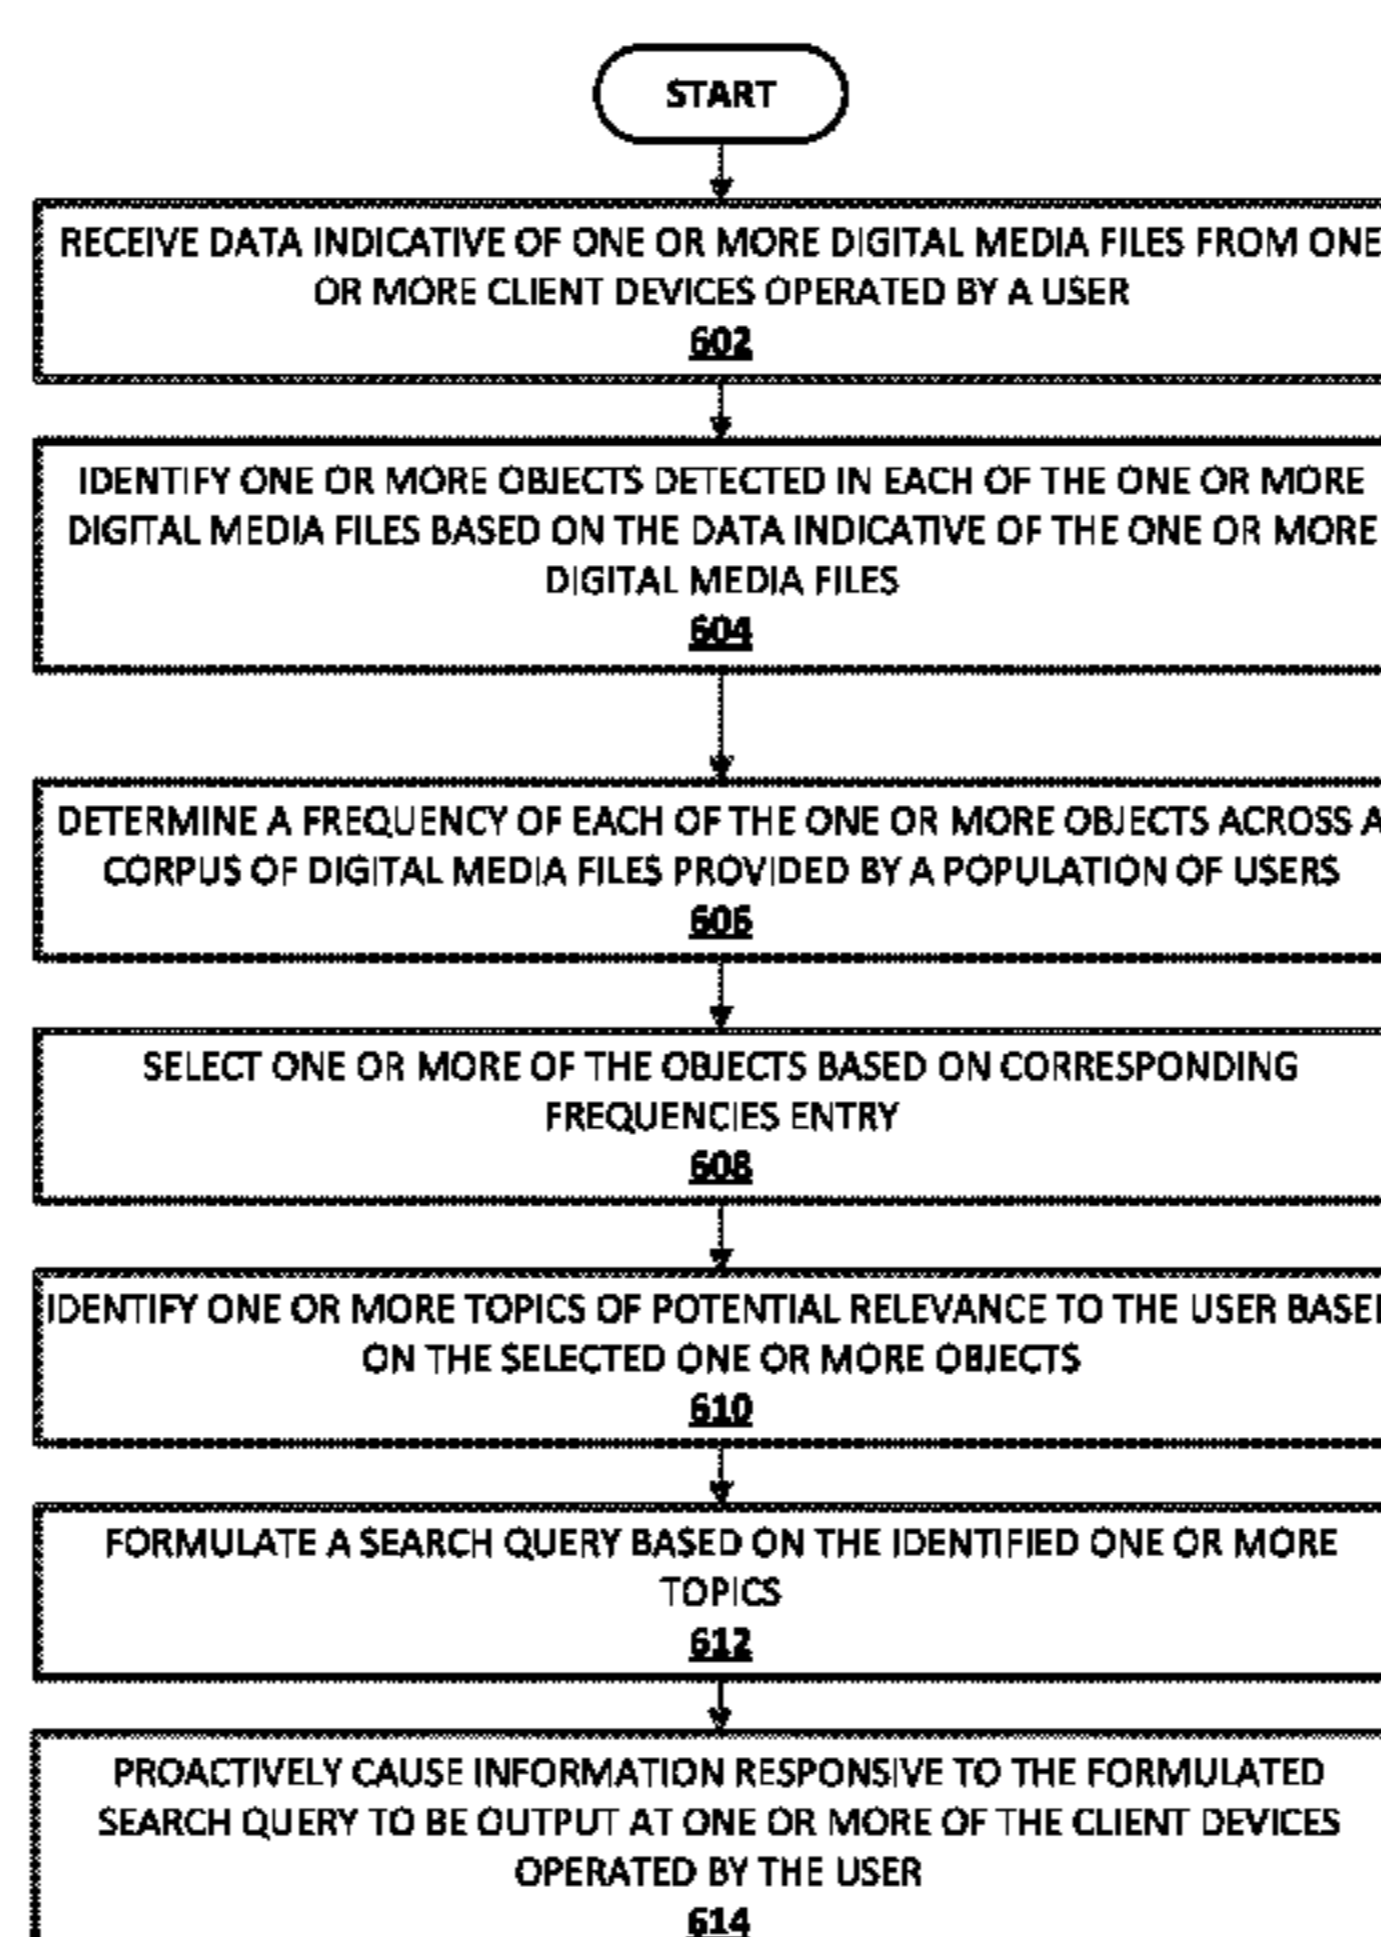 START
RECEIVE DATA INDICATIVE OF ONE OR MORE DIGITAL MEDIA FILES FROM ONE
OR MORE CLIENT DEVICES OPERATED BY A USER
602
IDENTIFY ONE OR MORE OBJECTS DETECTED IN EACH OF THE ONE OR MORE
DIGITAL MEDIA FILES BASED ON THE DATA INDICATIVE OF THE ONE OR MORE
DIGITAL MEDIA FILES
604
DETERMINE A FREQUENCY OF EACH OF THE ONE OR MORE OBJECTS ACROSS A
CORPUS OF DIGITAL MEDIA FILES PROVIDED BY A POPULATION OF USERS
606
SELECT ONE OR MORE OF THE OBJECTS BASED ON CORRESPONDING
FREQUENCIES ENTRY
608
IDENTIFY ONE OR MORE TOPICS OF POTENTIAL RELEVANCE TO THE USER BASED
ON THE SELECTED ONE OR MORE OBJECTS
610
FORMULATE A SEARCH QUERY BASED ON THE IDENTIFIED ONE OR MORE
TOPICS
612
PROACTIVELY CAUSE INFORMATION RESPONSIVE TO THE FORMULATED
SEARCH QUERY TO BE OUTPUT AT ONE OR MORE OF THE CLIENT DEVICES
OPERATED BY THE USER
614